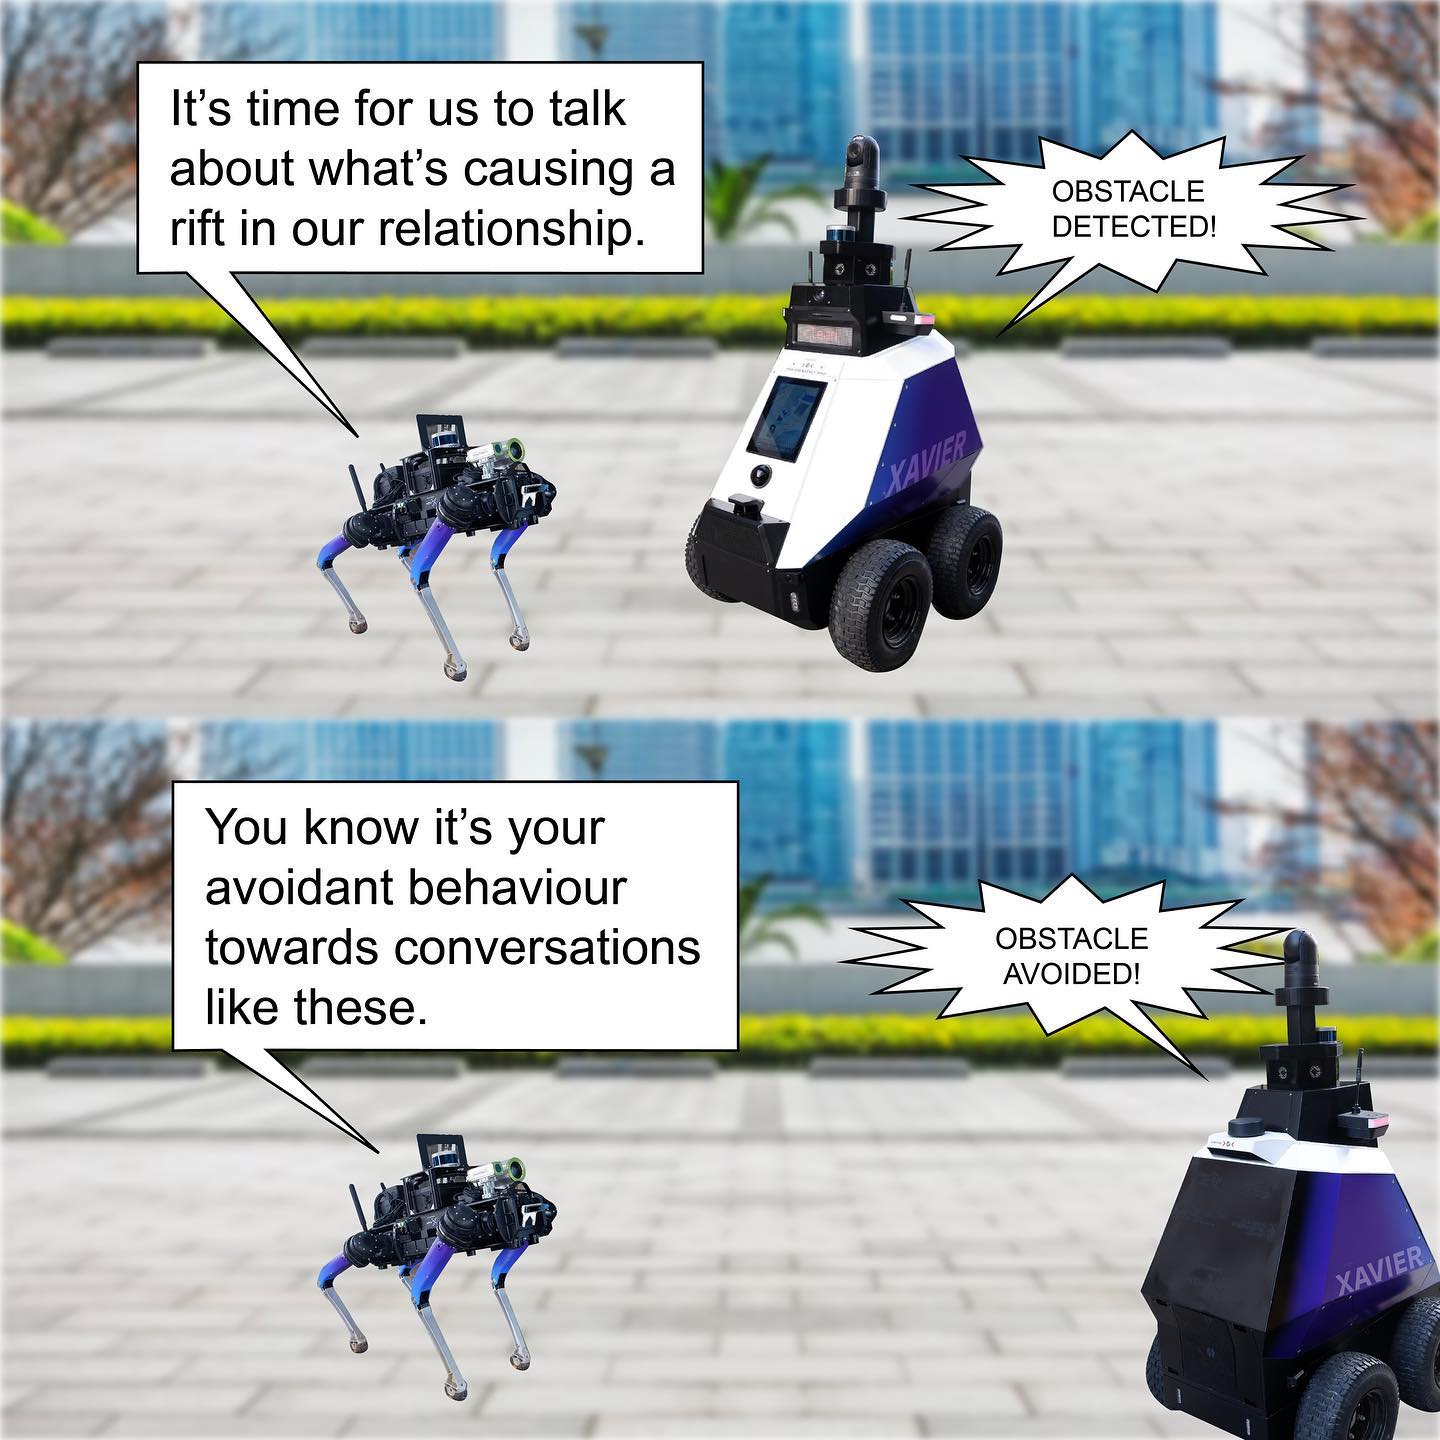 It’s time for us to talk
about what’s causing a
rift in our relationship.
OBSTACLE
DETECTED!
XAVIER
You know it’s your
avoidant behaviour
towards conversations
like these.
OBSTACLE
AVOIDED!
XAVIER